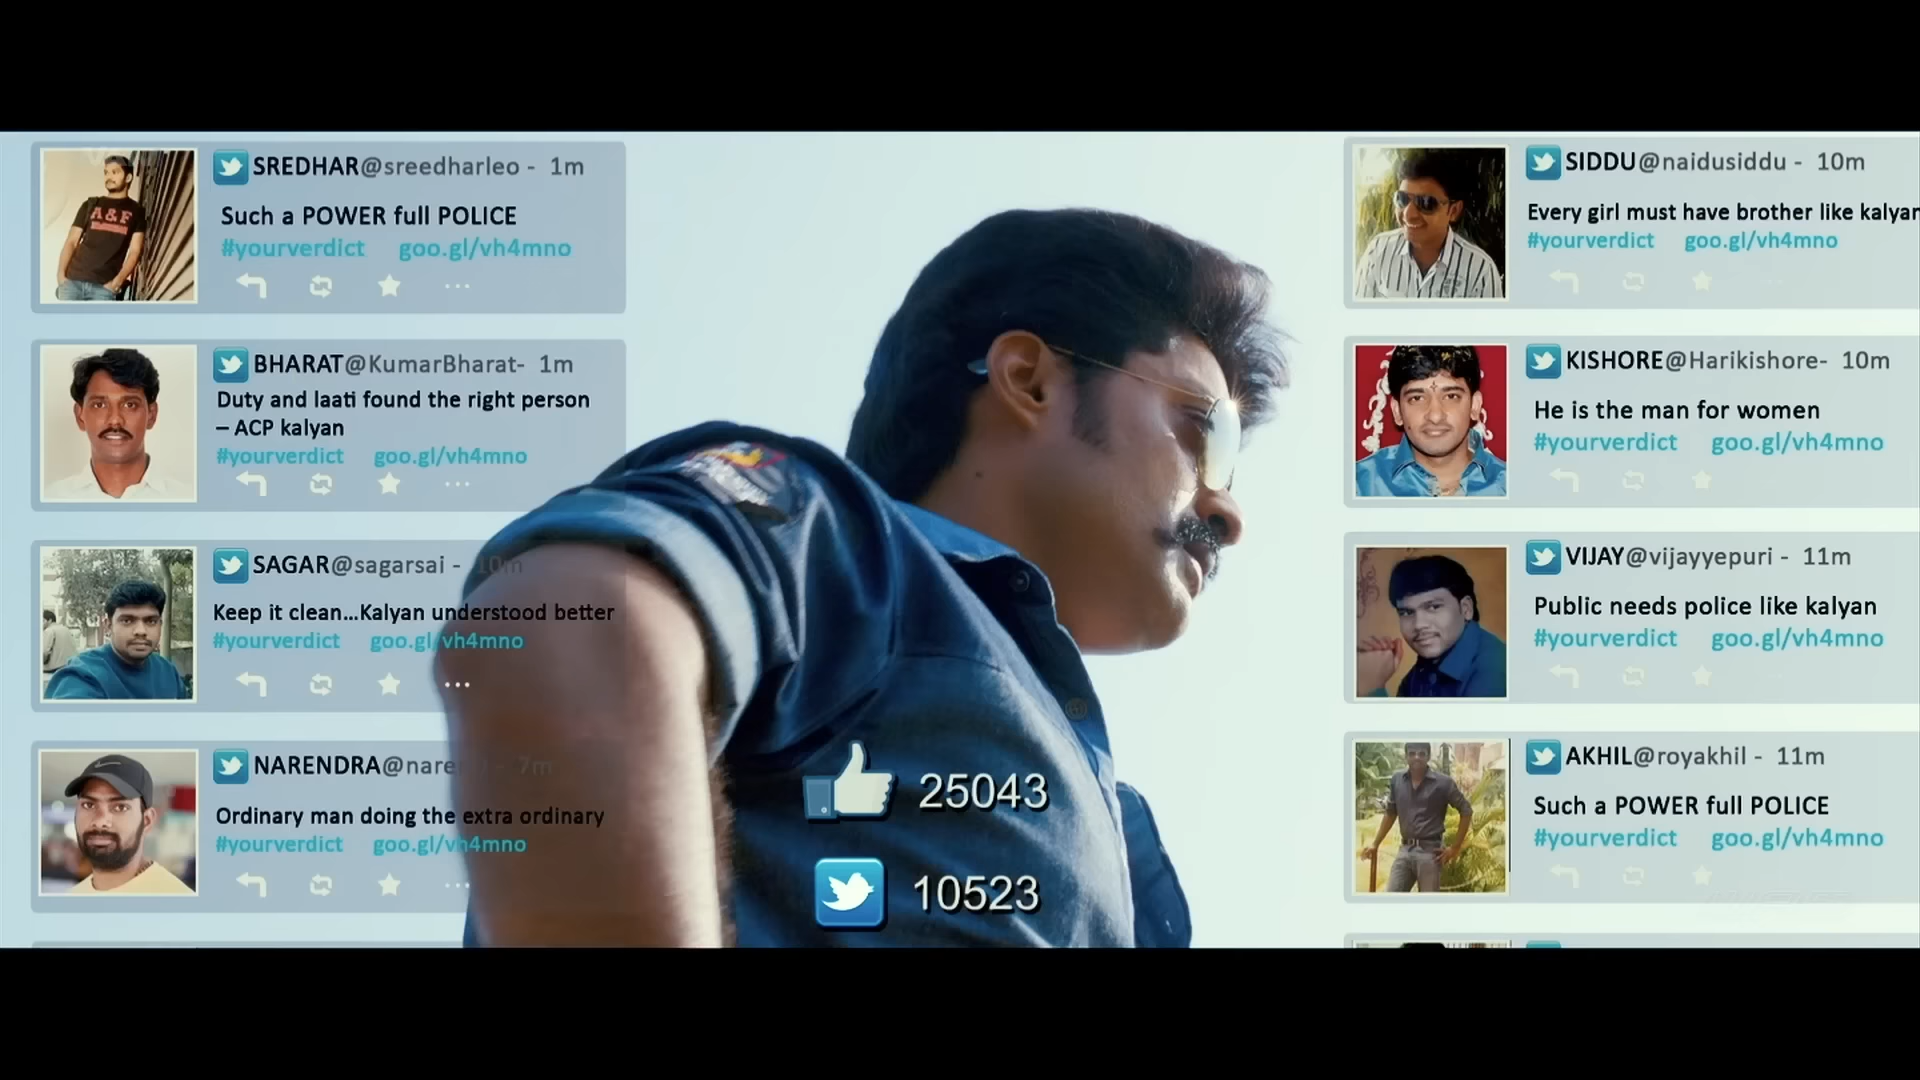 SREDHAR@sreedharleo - 1m
Such a POWER full POLICE
#yourverdict goo.gl/vh4mno
BHARAT@KumarBharat- 1m
Duty and laati found the right person
– ACP kalyan
#yourverdict goo.gl/vh4mno
SAGAR@sagarsai - 10m
Keep it clean...Kalyan understood better
#yourverdict goo.gl/vh4mno
NARENDRA@nare - 7m
Ordinary man doing the extra ordinary
#yourverdict goo.gl/vh4mno
A&F
25043
10523
SIDDU@naidusiddu - 10m
Every girl must have brother like kalyan
#yourverdict goo.gl/vh4mno
KISHORE@Harikishore- 10m
He is the man for women
#yourverdict goo.gl/vh4mno
VIJAY@vijayyepuri - 11m
Public needs police like kalyan
#yourverdict goo.gl/vh4mno
AKHIL@royakhil - 11m
Such a POWER full POLICE
#yourverdict goo.gl/vh4mno